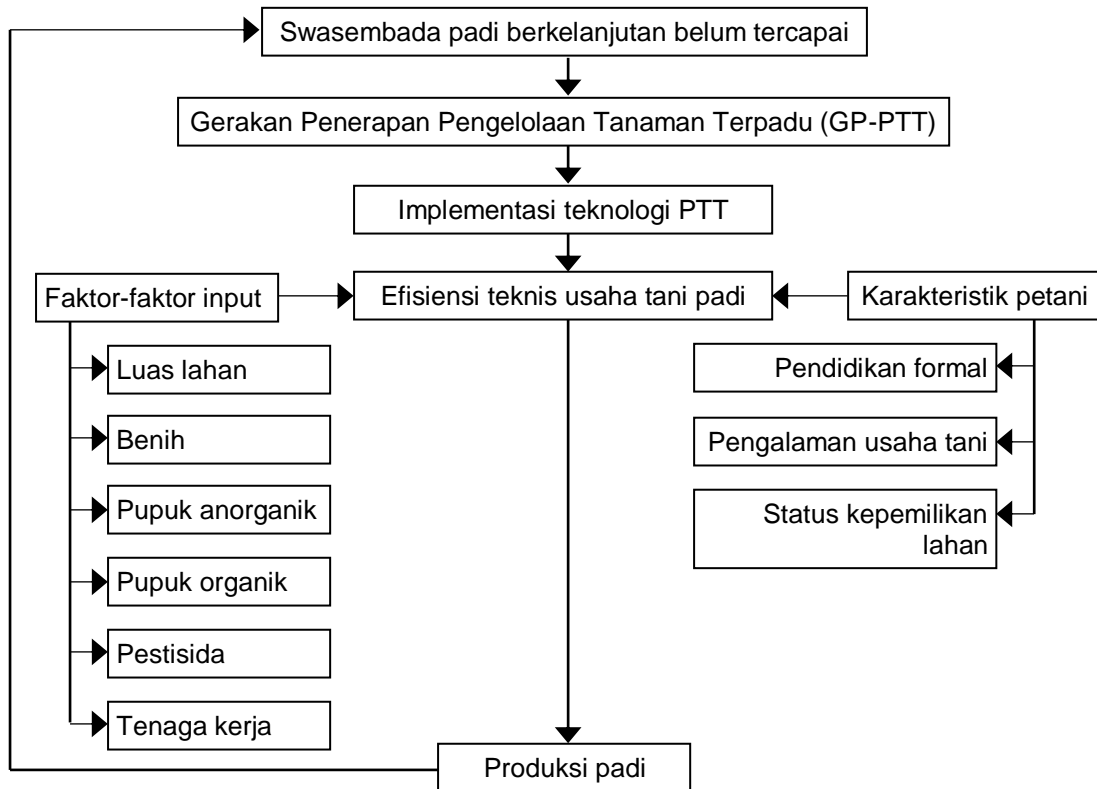 Swasembada padi berkelanjutan belum tercapai
Gerakan Penerapan Pengelolaan Tanaman Terpadu (GP-PTT)
Implementasi teknologi PTT
Faktor-faktor input
Efisiensi teknis usaha tani padi
Karakteristik petani
Luas lahan
Benih
Pupuk anorganik
Pupuk organik
Pestisida
Tenaga kerja
Pendidikan formal
Pengalaman usaha tani
Status kepemilikan
lahan
Produksi padi